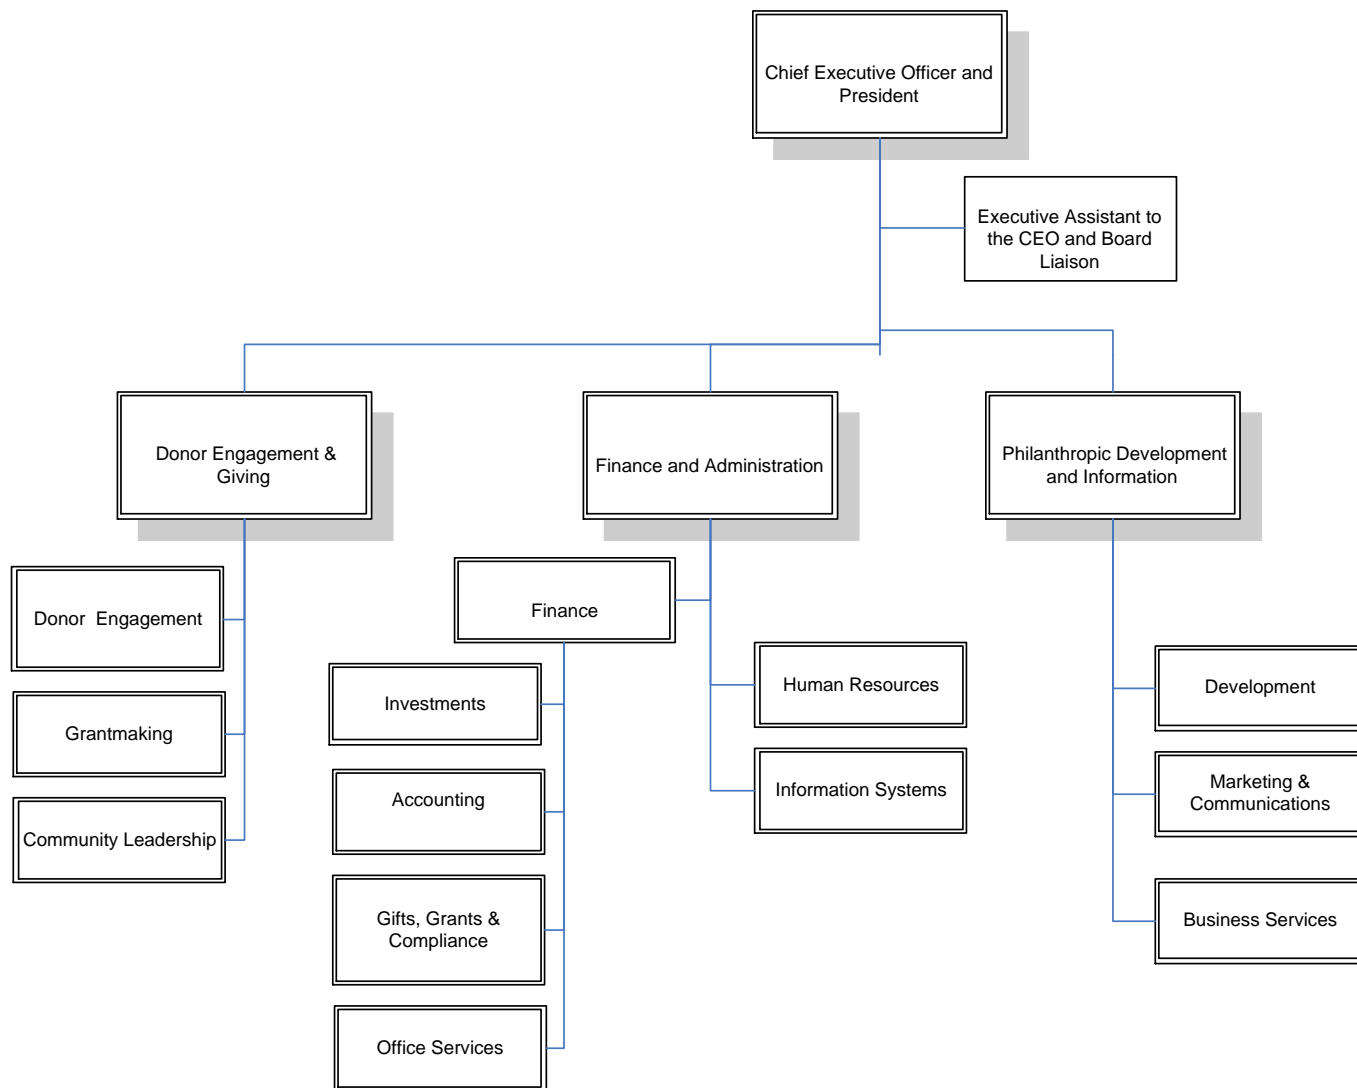 Chief Executive Officer and
President
Executive Assistant to
the CEO and Board
Liaison
Donor Engagement &
Giving
Finance and Administration
Philanthropic Development
and Information
Donor  Engagement
Grantmaking
Community Leadership
Finance
Investments
Accounting
Gifts, Grants &
Compliance
Office Services
Human Resources
Information Systems
Development
Marketing &
Communications
Business Services